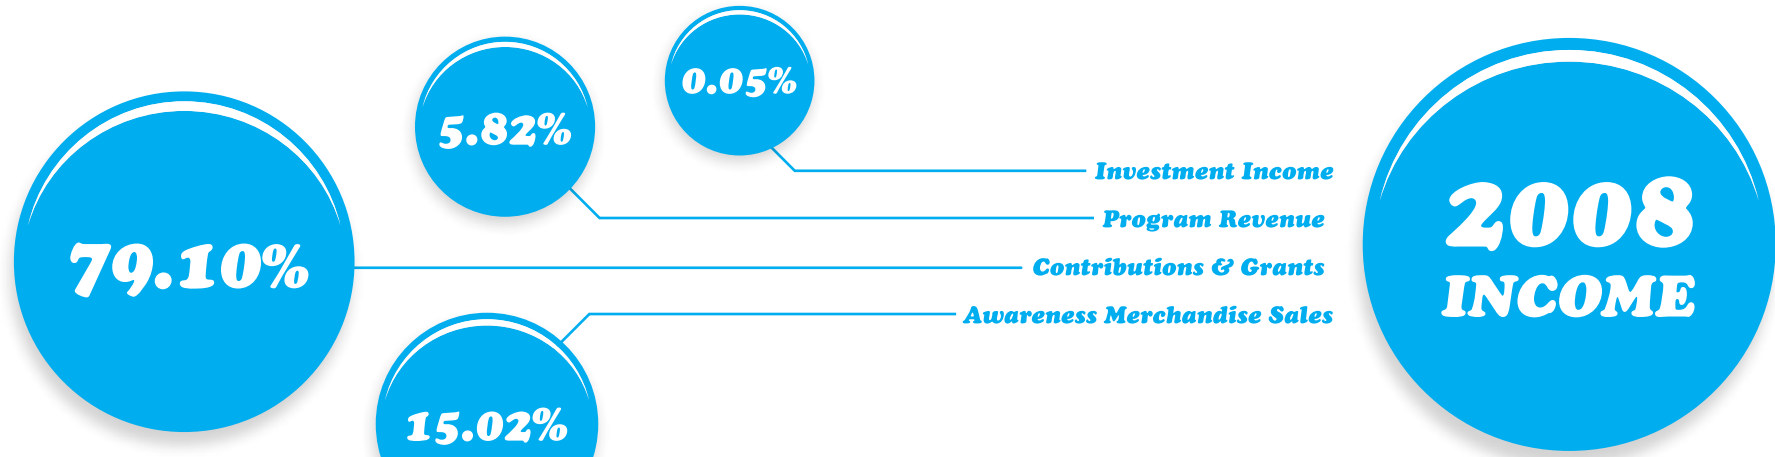 0.05%
5.82%
79.10%
15.02%
Investment Income
Program Revenue
Contributions & Grants
Awareness Merchandise Sales
2008
INCOME